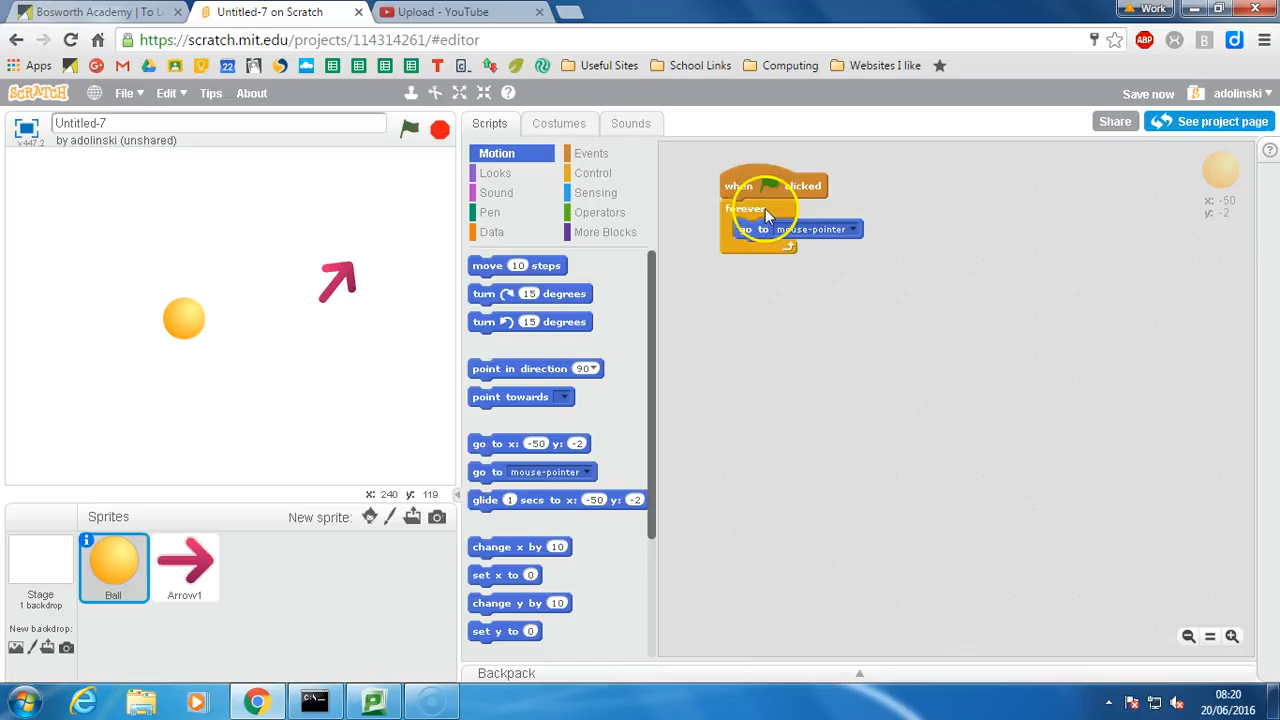 Bosworth Academy | To L
Untitled-7 on Scratch
Upload - YouTube
Work
https://scratch.mit.edu/projects/114314261/#editor
ABP
B
d
Apps
22
T
Useful Sites
School Links
Computing
Websites I like
SCRATCH
File
Edit
Tips
About
Save now
adolinski
Untitled-7
by adolinski (unshared)
v447.2
Scripts
Costumes
Sounds
Share
See project page
Motion
Events
Looks
Control
Sound
Sensing
Pen
Operators
Data
More Blocks
move 10 steps
turn 15 degrees
turn 15 degrees
point in direction 90
point towards
go to x: -50 y: -2
go to mouse-pointer
glide 1 secs to x: -50 y: -2
change x by 10
set x to 0
change y by 10
set y to 0
when clicked
forever
go to mouse-pointer
x: -50
y: -2
x: 240 y: 119
Sprites
New sprite:
Stage
1 backdrop
New backdrop:
Ball
Arrow1
Backpack
08:20
20/06/2016